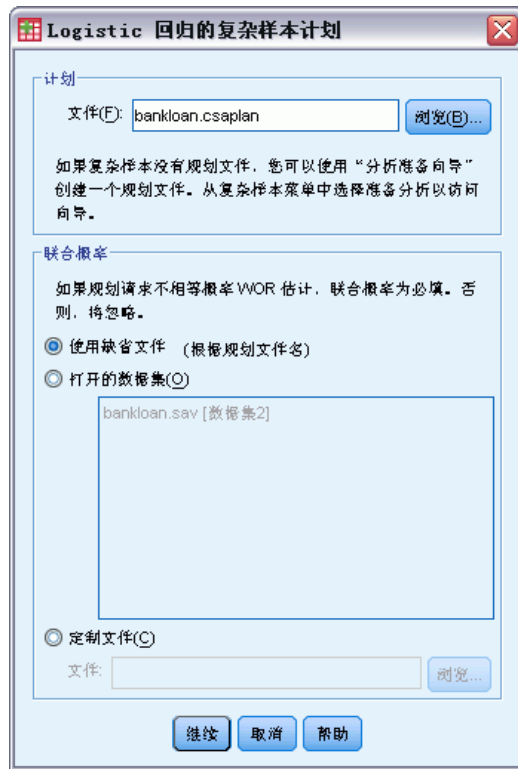 Logistic 回归的复杂样本计划
计划
文件(F): bankloan.csaplan 浏览(B)...
如果复杂样本没有规划文件，您可以使用“分析准备向导”
创建一个规划文件。从复杂样本菜单中选择准备分析以访问
向导。
联合概率
如果规划请求不相等概率 WOR 估计，联合概率为必填。否
则，将忽略。
使用缺省文件 (根据规划文件名)
打开的数据集(O)
bankloan.sav [数据集2]
定制文件(C)
文件: 浏览...
继续 取消 帮助